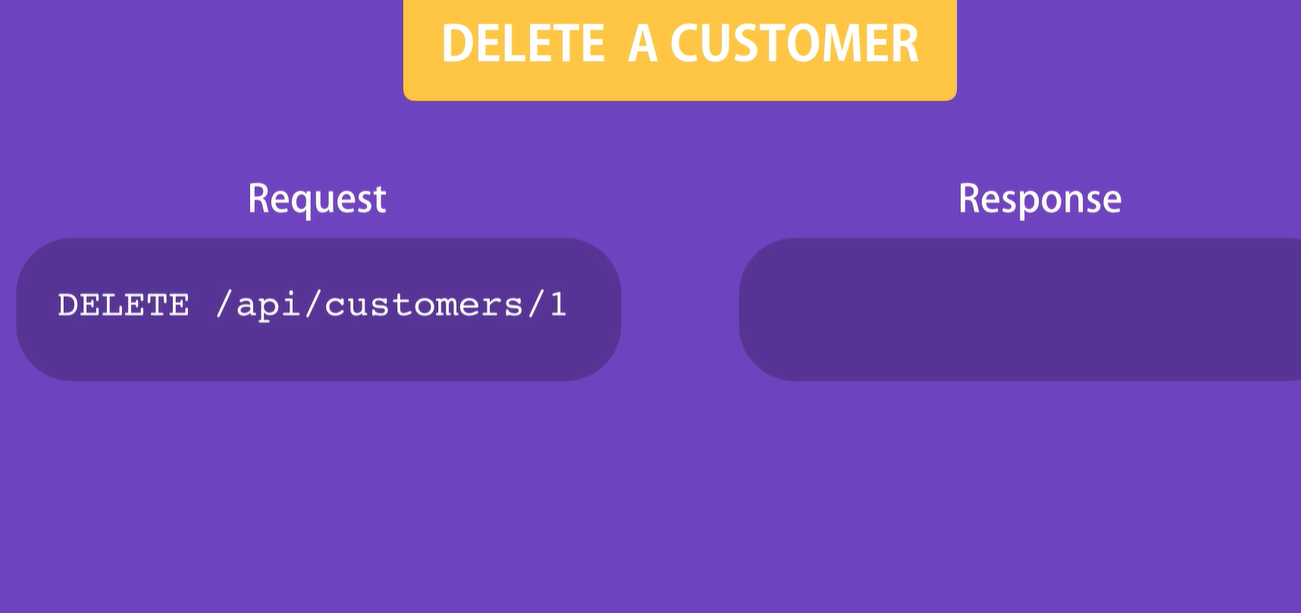 DELETE A CUSTOMER
Request
Response
DELETE /api/customers/1